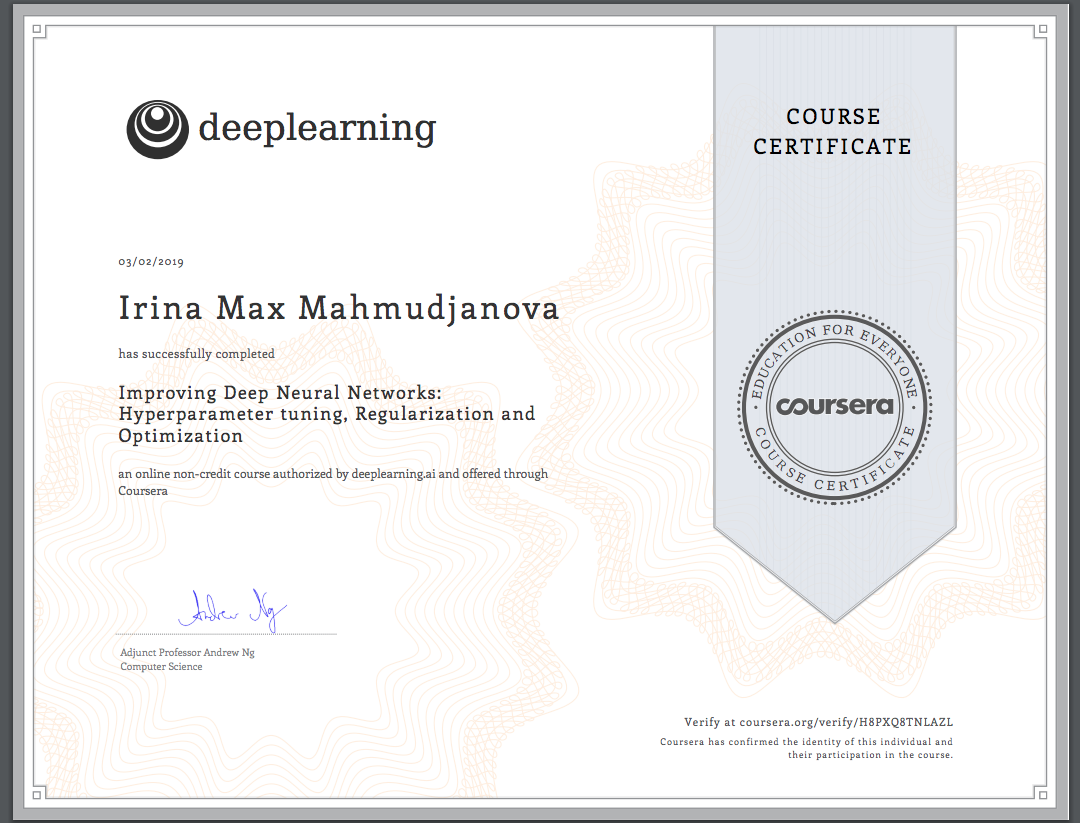 deeplearning
COURSE
CERTIFICATE
03/02/2019
Irina Max Mahmudjanova
has successfully completed
Improving Deep Neural Networks:
Hyperparameter tuning, Regularization and
Optimization
an online non-credit course authorized by deeplearning.ai and offered through
Coursera
EDUCATION FOR EVERYONE
coursera
COURSE CERTIFICATE
Andrew Ng
Adjunct Professor Andrew Ng
Computer Science
Verify at coursera.org/verify/H8PXQ8TNLAZL
Coursera has confirmed the identity of this individual and
their participation in the course.